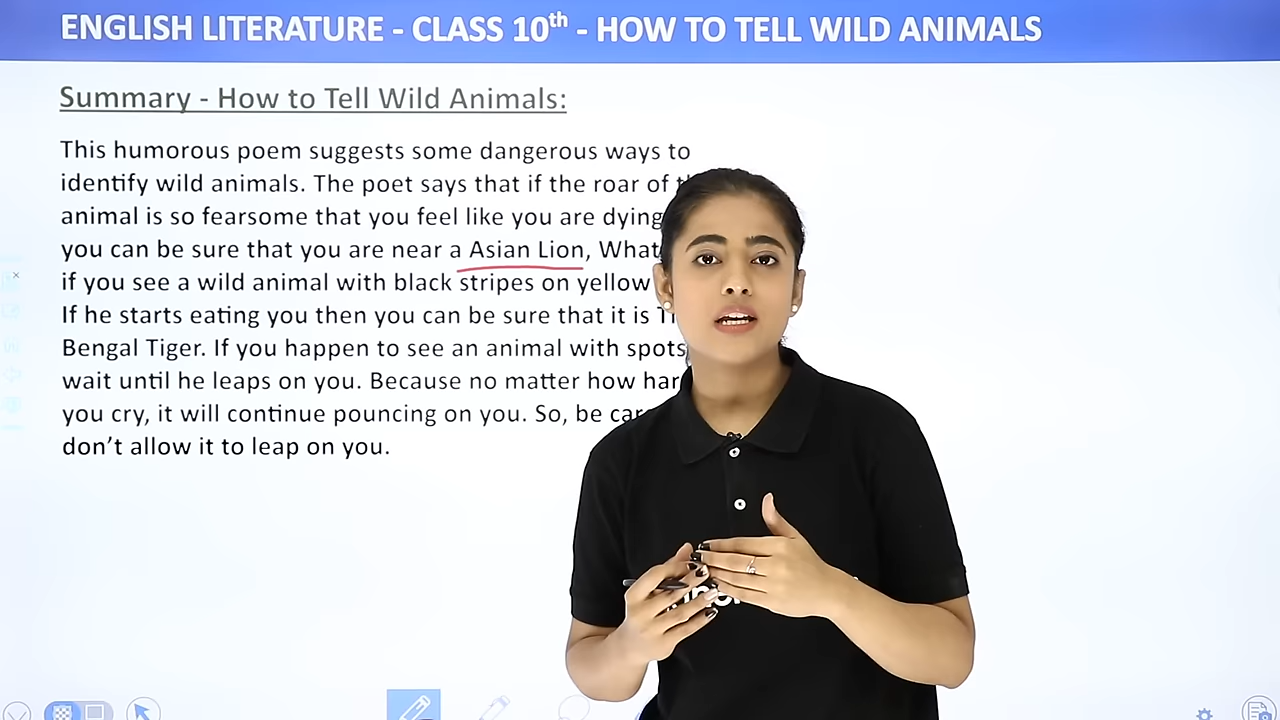 ENGLISH LITERATURE - CLASS 10th - HOW TO TELL WILD ANIMALS
Summary - How to Tell Wild Animals:
This humorous poem suggests some dangerous ways to
identify wild animals. The poet says that if the roar of
animal is so fearsome that you feel like you are dying
you can be sure that you are near a Asian Lion, What
if you see a wild animal with black stripes on yellow
If he starts eating you then you can be sure that it is
Bengal Tiger. If you happen to see an animal with spots
wait until he leaps on you. Because no matter how
you cry, it will continue pouncing on you. So, be
don't allow it to leap on you.